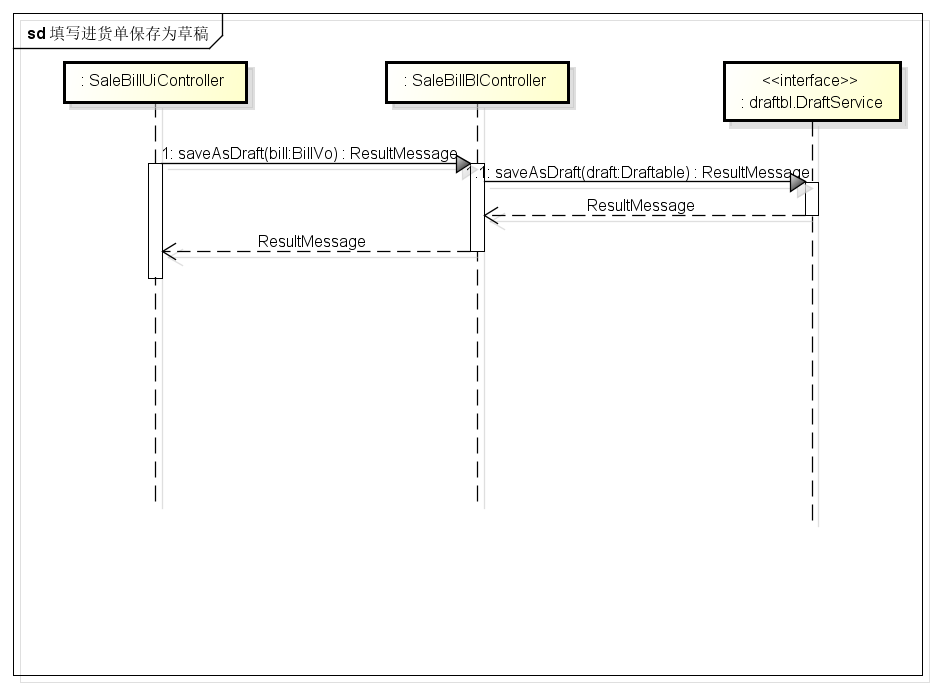 sd 填写进货单保存为草稿
: SaleBillUiController
: SaleBillBlController
<<interface>>
: draftbl.DraftService
1: saveAsDraft(bill:BillVo) : ResultMessage
1.1: saveAsDraft(draft:Draftable) : ResultMessage
ResultMessage
ResultMessage